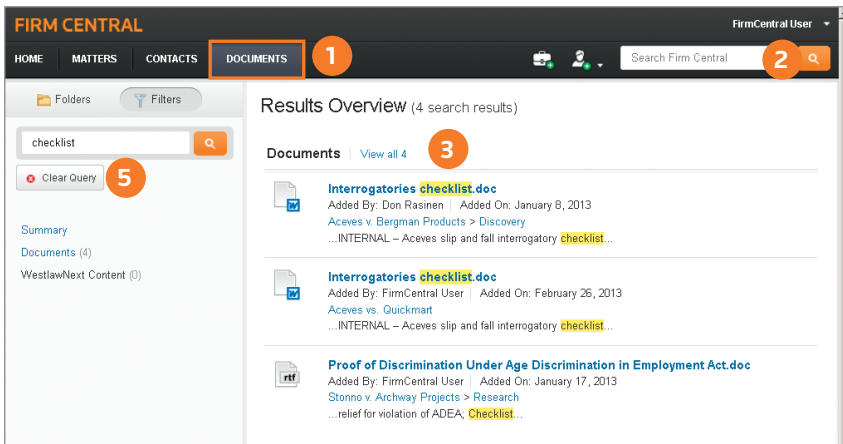 FIRM CENTRAL
FirmCentral User
HOME MATTERS CONTACTS DOCUMENTS 1 Search Firm Central 2
Folders Filters
checklist
Clear Query 5
Summary
Documents (4)
WestlawNext Content (0)
Results Overview (4 search results)
Documents View all 4 3
Interrogatories checklist.doc
Added By: Don Rasinen Added On: January 8, 2013
Aceves v. Bergman Products > Discovery
...INTERNAL – Aceves slip and fall interrogatory checklist...
Interrogatories checklist.doc
Added By: FirmCentral User Added On: February 26, 2013
Aceves vs. Quickmart
...INTERNAL – Aceves slip and fall interrogatory checklist...
rtf
Proof of Discrimination Under Age Discrimination in Employment Act.doc
Added By: FirmCentral User Added On: January 17, 2013
Stonno v. Archway Projects > Research
...relief for violation of ADEA; Checklist...